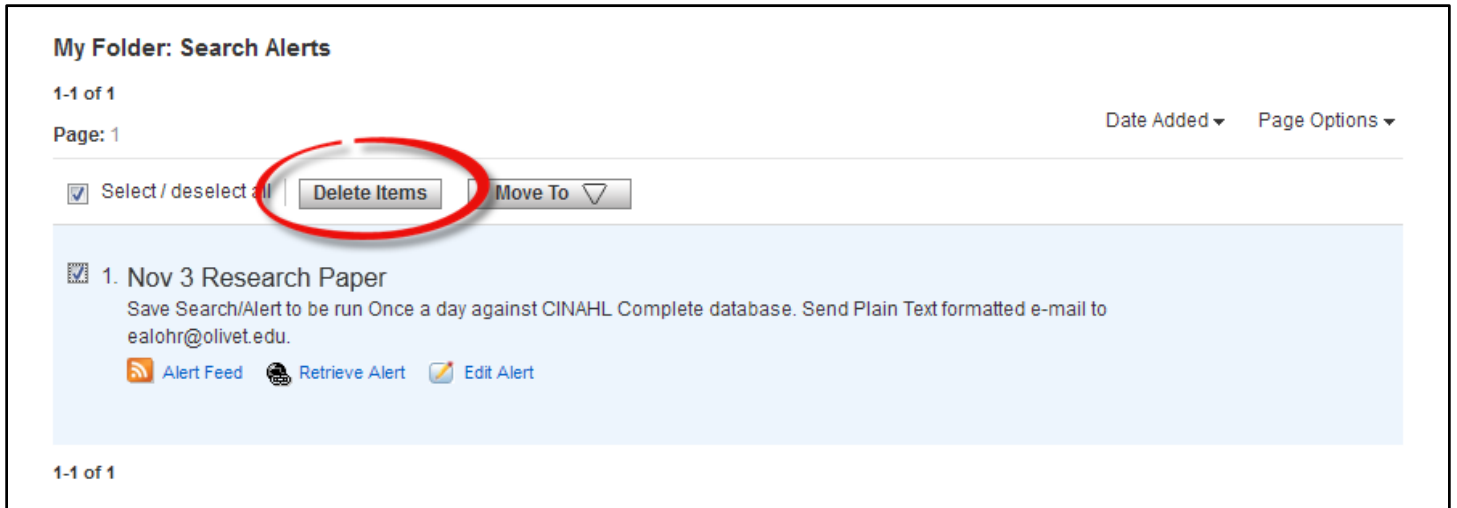 My Folder: Search Alerts
1-1 of 1
Date Added Page Options
Page: 1
Select / deselect all Delete Items Move To
1. Nov 3 Research Paper
Save Search/Alert to be run Once a day against CINAHL Complete database. Send Plain Text formatted e-mail to
ealohr@olivet.edu.
Alert Feed Retrieve Alert Edit Alert
1-1 of 1